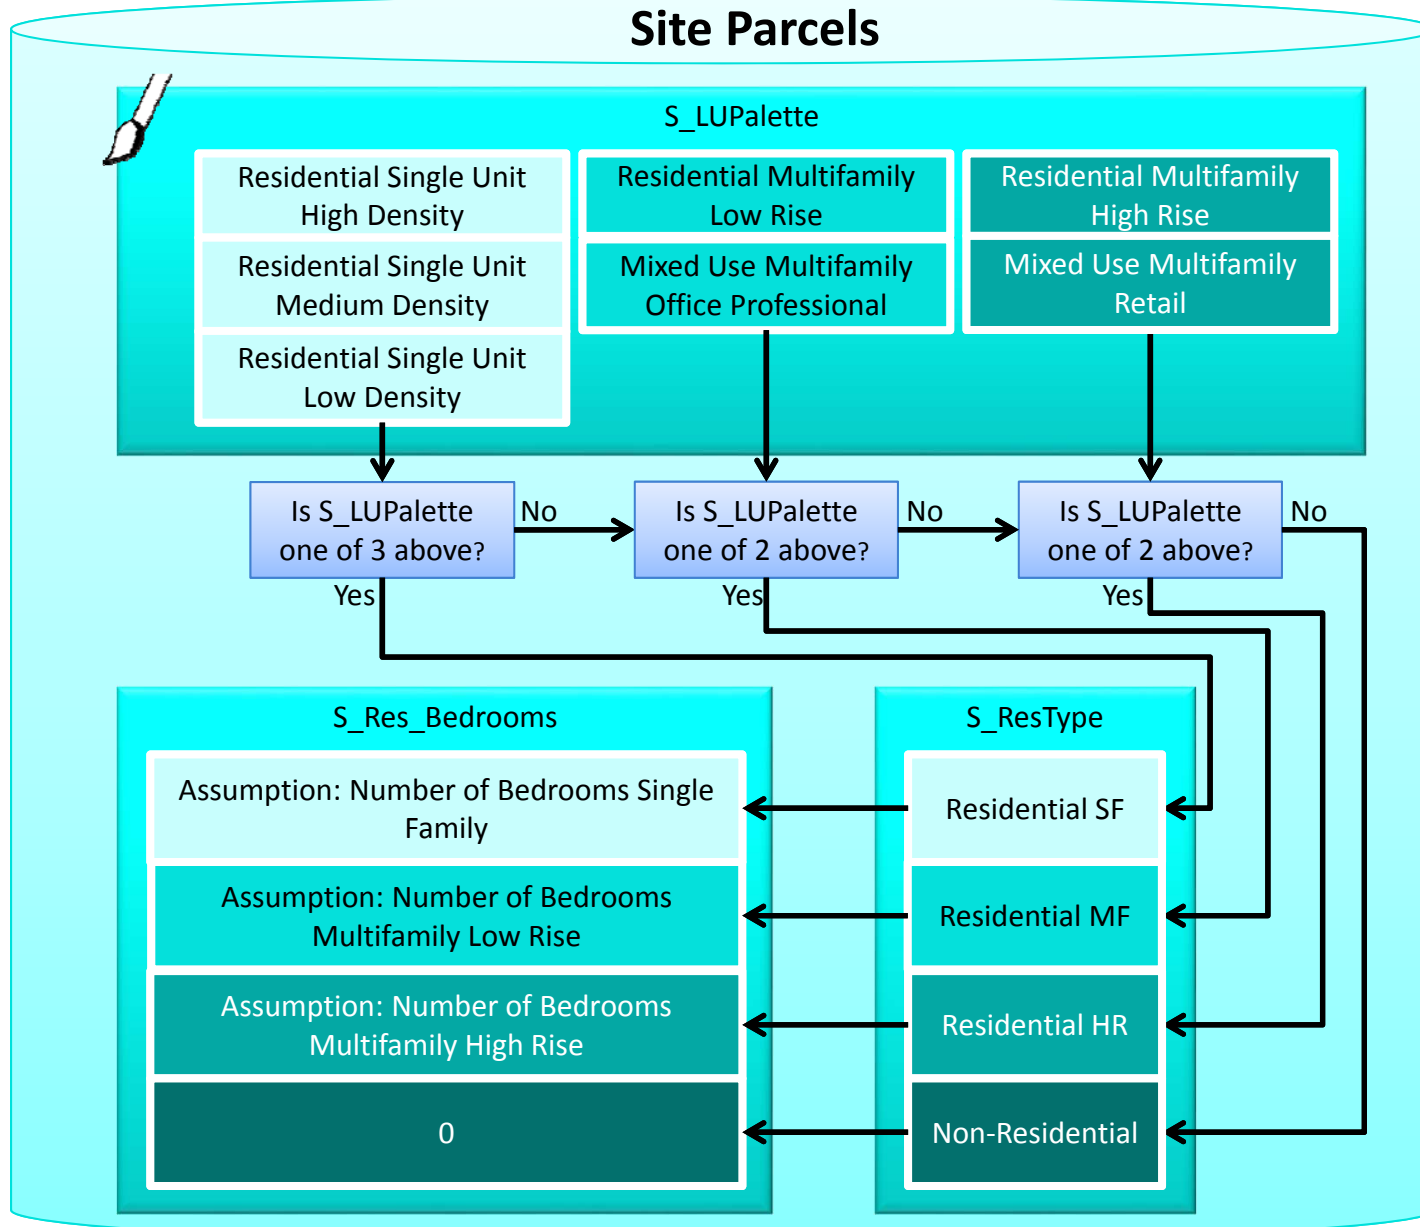 Site Parcels
S_LUPalette
Residential Single Unit
High Density
Residential Single Unit
Medium Density
Residential Single Unit
Low Density
Residential Multifamily
Low Rise
Mixed Use Multifamily
Office Professional
Residential Multifamily
High Rise
Mixed Use Multifamily
Retail
Is S_LUPalette
one of 3 above?
No
Yes
Is S_LUPalette
one of 2 above?
No
Yes
Is S_LUPalette
one of 2 above?
No
Yes
S_Res_Bedrooms
Assumption: Number of Bedrooms Single
Family
Assumption: Number of Bedrooms
Multifamily Low Rise
Assumption: Number of Bedrooms
Multifamily High Rise
0
S_ResType
Residential SF
Residential MF
Residential HR
Non-Residential